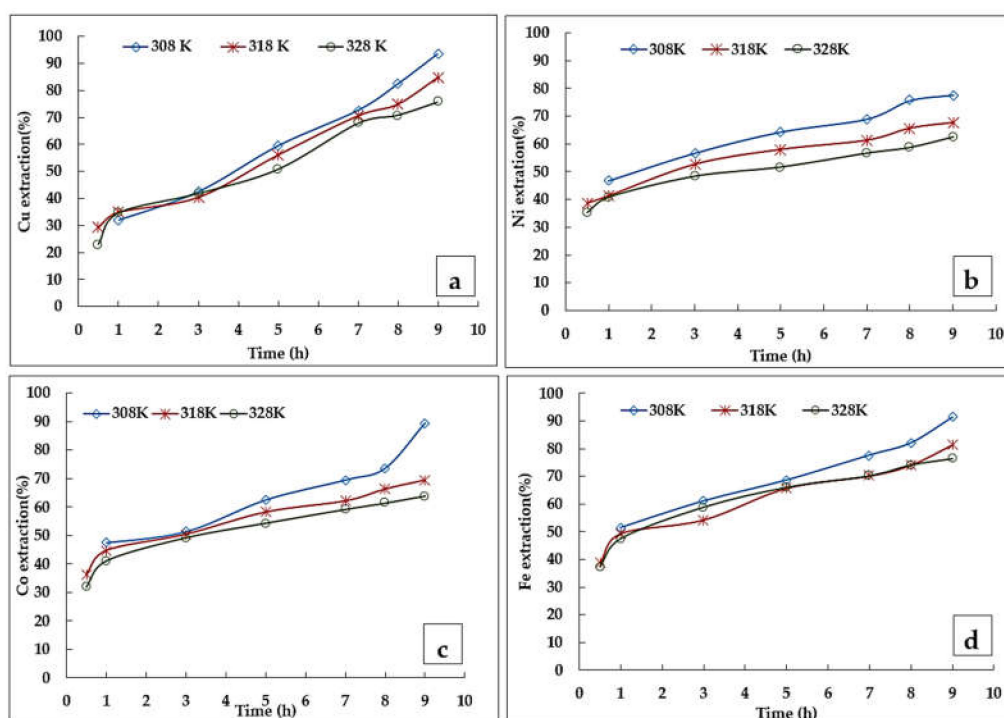 308 K 318 K 328 K
100
90
80
70
60
50
40
30
20
10
0
Cu extraction(%)
0 1 2 3 4 5 6 7 8 9 10
Time (h)
a
308K 318K 328K
100
90
80
70
60
50
40
30
20
10
0
Ni extration(%)
0 1 2 3 4 5 6 7 8 9 10
Time (h)
b
308K 318K 328K
100
90
80
70
60
50
40
30
20
10
0
Co extraction(%)
0 1 2 3 4 5 6 7 8 9 10
Time (h)
c
308K 318K 328K
100
90
80
70
60
50
40
30
20
10
0
Fe extraction(%)
0 1 2 3 4 5 6 7 8 9 10
Time (h)
d